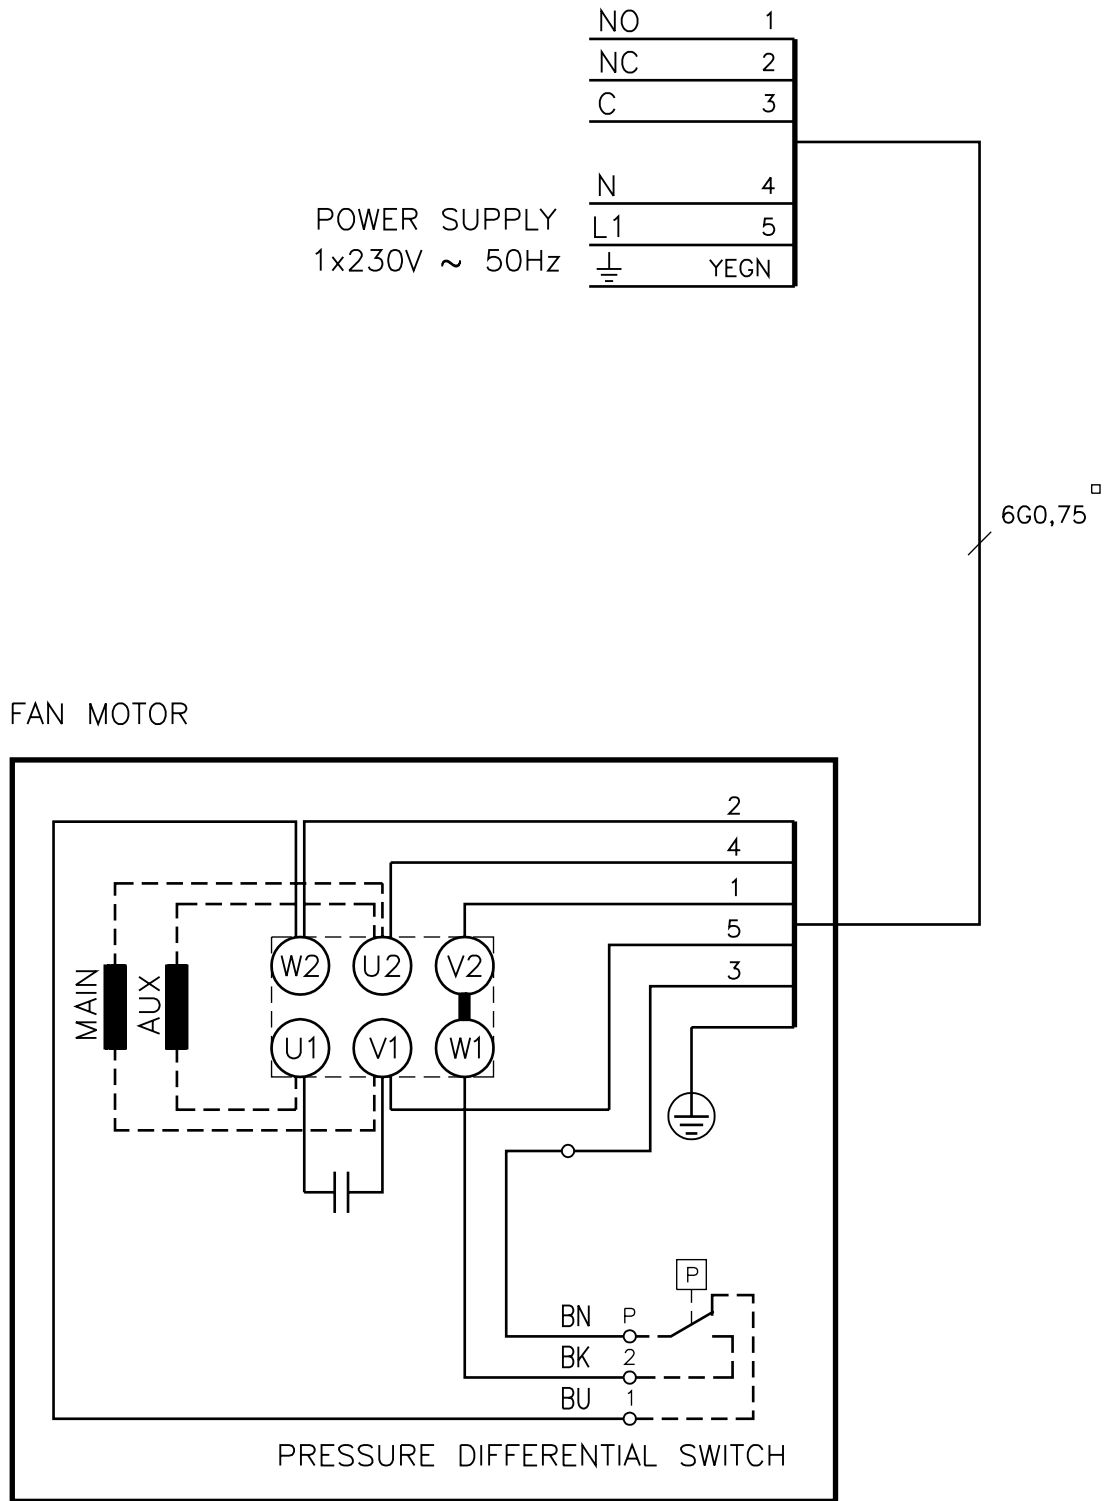 NO 1
NC 2
C 3
N 4
POWER SUPPLY L1 5
1x230V ~ 50Hz YEGN
6G0,75 □
FAN MOTOR
2
4
1
5
3
W2 U2 V2
MAIN AUX
U1 V1 W1
P
BN P
BK 2
BU 1
PRESSURE DIFFERENTIAL SWITCH